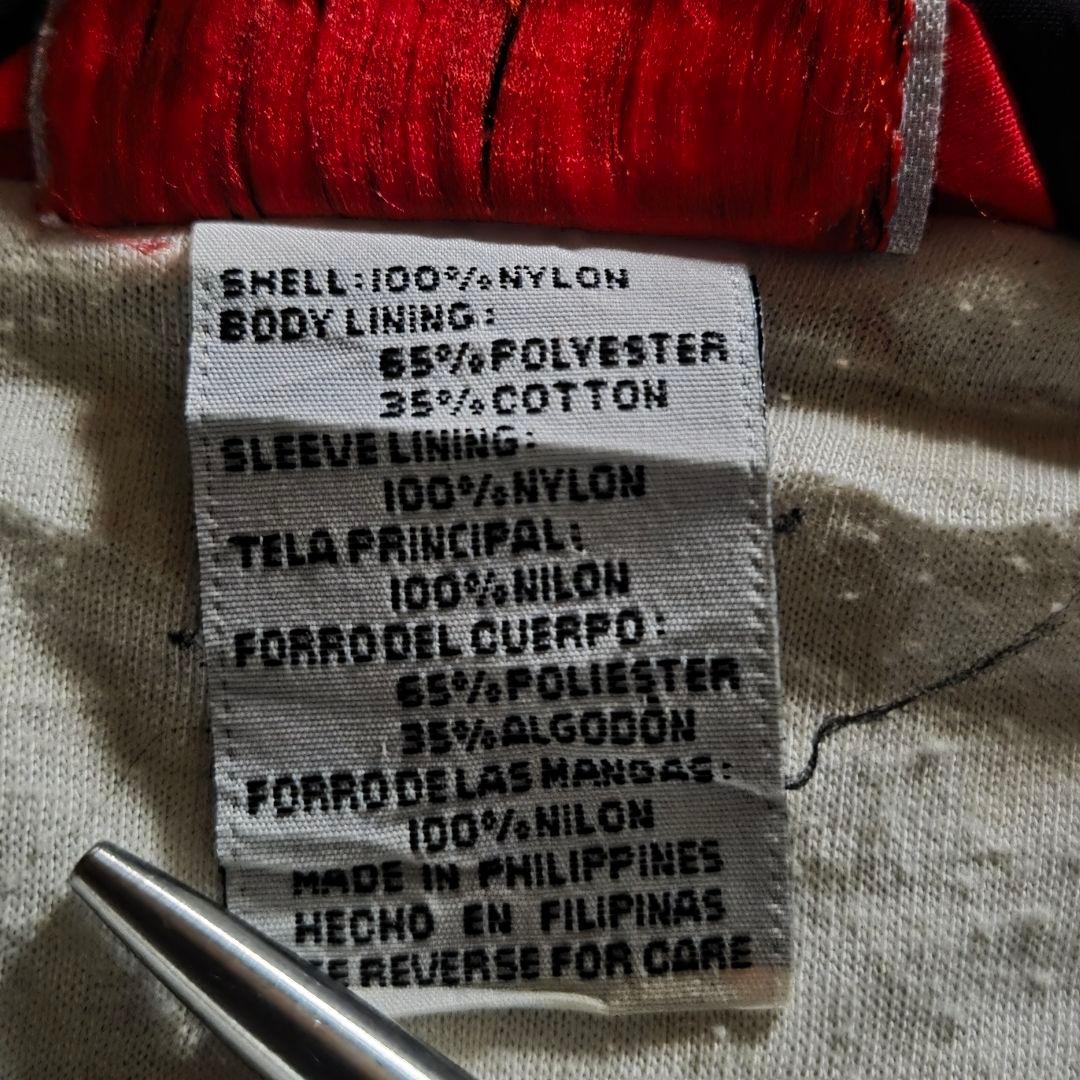 SHELL:100%NYLON
BODY LINING:
65%POLYESTER
35%COTTON
SLEEVE LINING:
100%NYLON
TELA PRINCIPAL:
100%NILON
FORRO DEL CUERPO:
65%POLIESTER
35%ALGODÓN
FORRO DE LAS MANGAS:
100%NILON
MADE IN PHILIPPINES
HECHO EN FILIPINAS
REVERSE FOR CARE